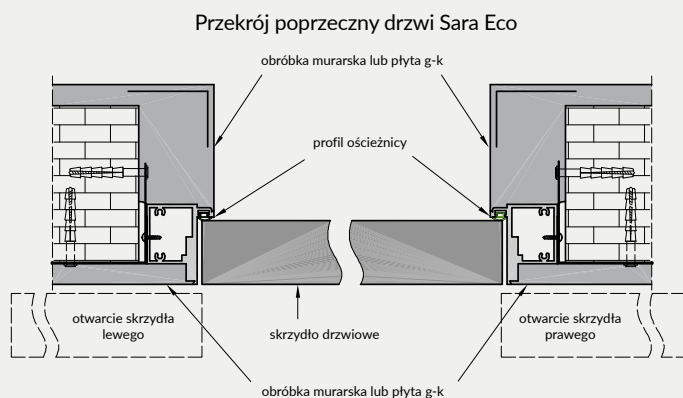 Przekrój poprzeczny drzwi Sara Eco
obróbka murarska lub płyta g-k
profil ościeżnicy
otwarcie skrzydła
lewego
skrzydło drzwiowe
otwarcie skrzydła
prawego
obróbka murarska lub płyta g-k